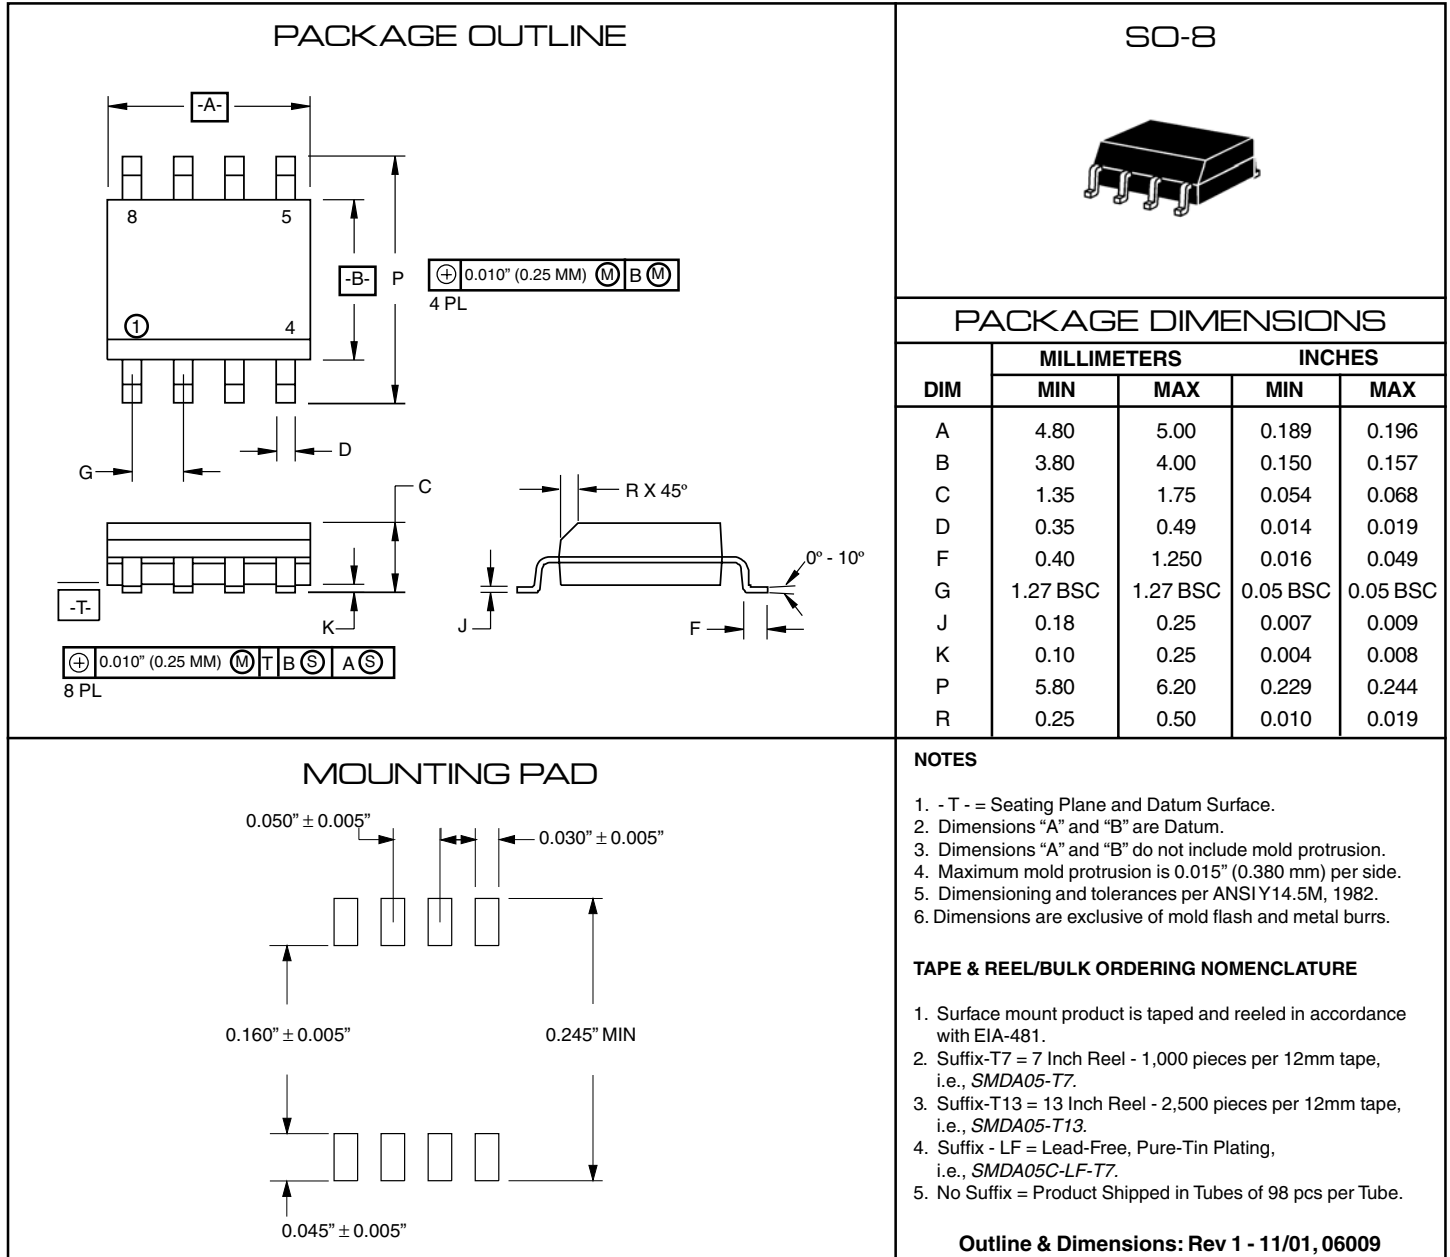 PACKAGE OUTLINE
-A-
8 5
-B- P
⌖ 0.010" (0.25 MM) Ⓜ B Ⓜ
4 PL
① 4
D
G
C
R X 45º
0º - 10º
-T-
K
J
F
⌖ 0.010" (0.25 MM) Ⓜ T B Ⓢ A Ⓢ
8 PL
SO-8
PACKAGE DIMENSIONS
MILLIMETERS INCHES
DIM MIN MAX MIN MAX
A 4.80 5.00 0.189 0.196
B 3.80 4.00 0.150 0.157
C 1.35 1.75 0.054 0.068
D 0.35 0.49 0.014 0.019
F 0.40 1.250 0.016 0.049
G 1.27 BSC 1.27 BSC 0.05 BSC 0.05 BSC
J 0.18 0.25 0.007 0.009
K 0.10 0.25 0.004 0.008
P 5.80 6.20 0.229 0.244
R 0.25 0.50 0.010 0.019
MOUNTING PAD
0.050” ± 0.005”
0.030” ± 0.005”
0.160” ± 0.005”
0.245” MIN
0.045” ± 0.005”
NOTES
1. - T - = Seating Plane and Datum Surface.
2. Dimensions “A” and “B” are Datum.
3. Dimensions “A” and “B” do not include mold protrusion.
4. Maximum mold protrusion is 0.015” (0.380 mm) per side.
5. Dimensioning and tolerances per ANSI Y14.5M, 1982.
6. Dimensions are exclusive of mold flash and metal burrs.
TAPE & REEL/BULK ORDERING NOMENCLATURE
1. Surface mount product is taped and reeled in accordance
with EIA-481.
2. Suffix-T7 = 7 Inch Reel - 1,000 pieces per 12mm tape,
i.e., SMDA05-T7.
3. Suffix-T13 = 13 Inch Reel - 2,500 pieces per 12mm tape,
i.e., SMDA05-T13.
4. Suffix - LF = Lead-Free, Pure-Tin Plating,
i.e., SMDA05C-LF-T7.
5. No Suffix = Product Shipped in Tubes of 98 pcs per Tube.
Outline & Dimensions: Rev 1 - 11/01, 06009